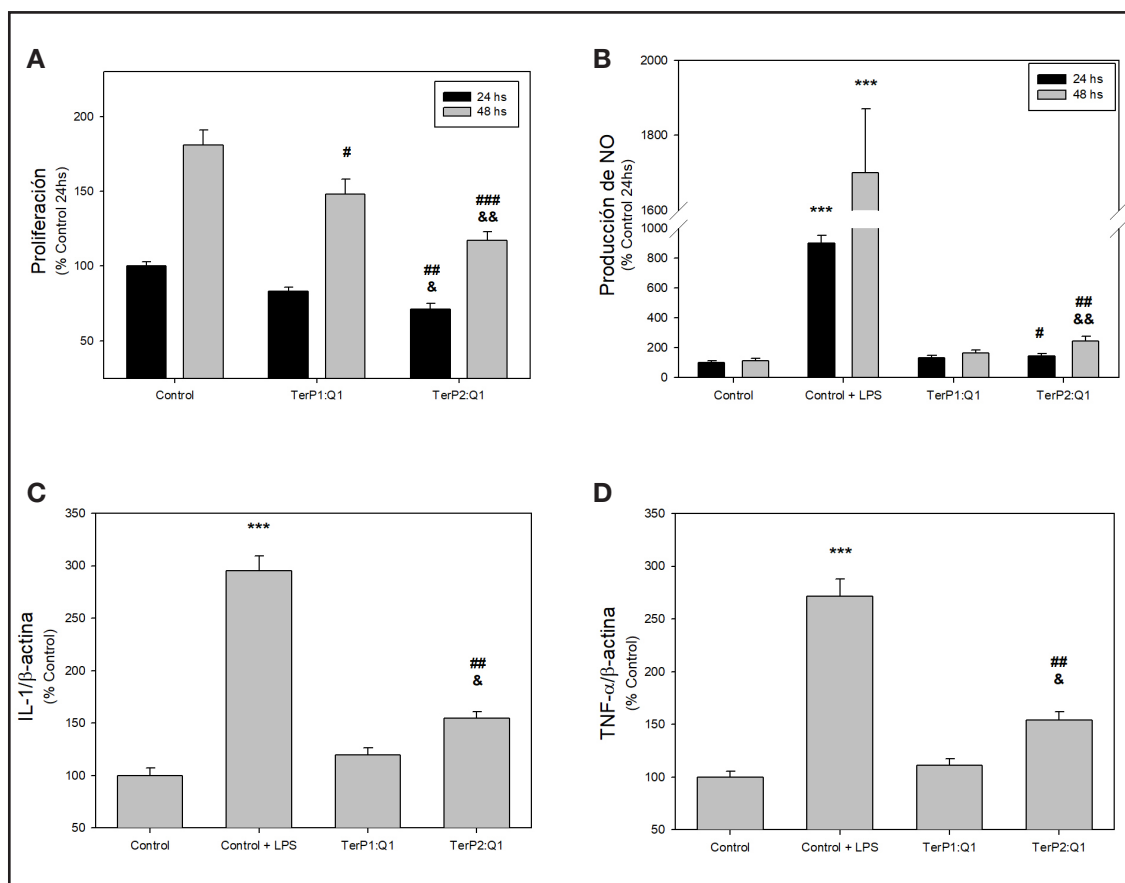 A
Proliferación
(% Control 24hs)
200
150
100
50
24 hs
48 hs
#
###
&&
##
&
Control
TerP1:Q1
TerP2:Q1
B
Producción de NO
(% Control 24hs)
2000
1800
1600
1000
800
600
400
200
0
24 hs
48 hs
***
***
#
##
&&
Control
Control + LPS
TerP1:Q1
TerP2:Q1
C
IL-1/β-actina
(% Control)
350
300
250
200
150
100
50
***
##
&
Control
Control + LPS
TerP1:Q1
TerP2:Q1
D
TNF-α/β-actina
(% Control)
350
300
250
200
150
100
50
***
##
&
Control
Control + LPS
TerP1:Q1
TerP2:Q1